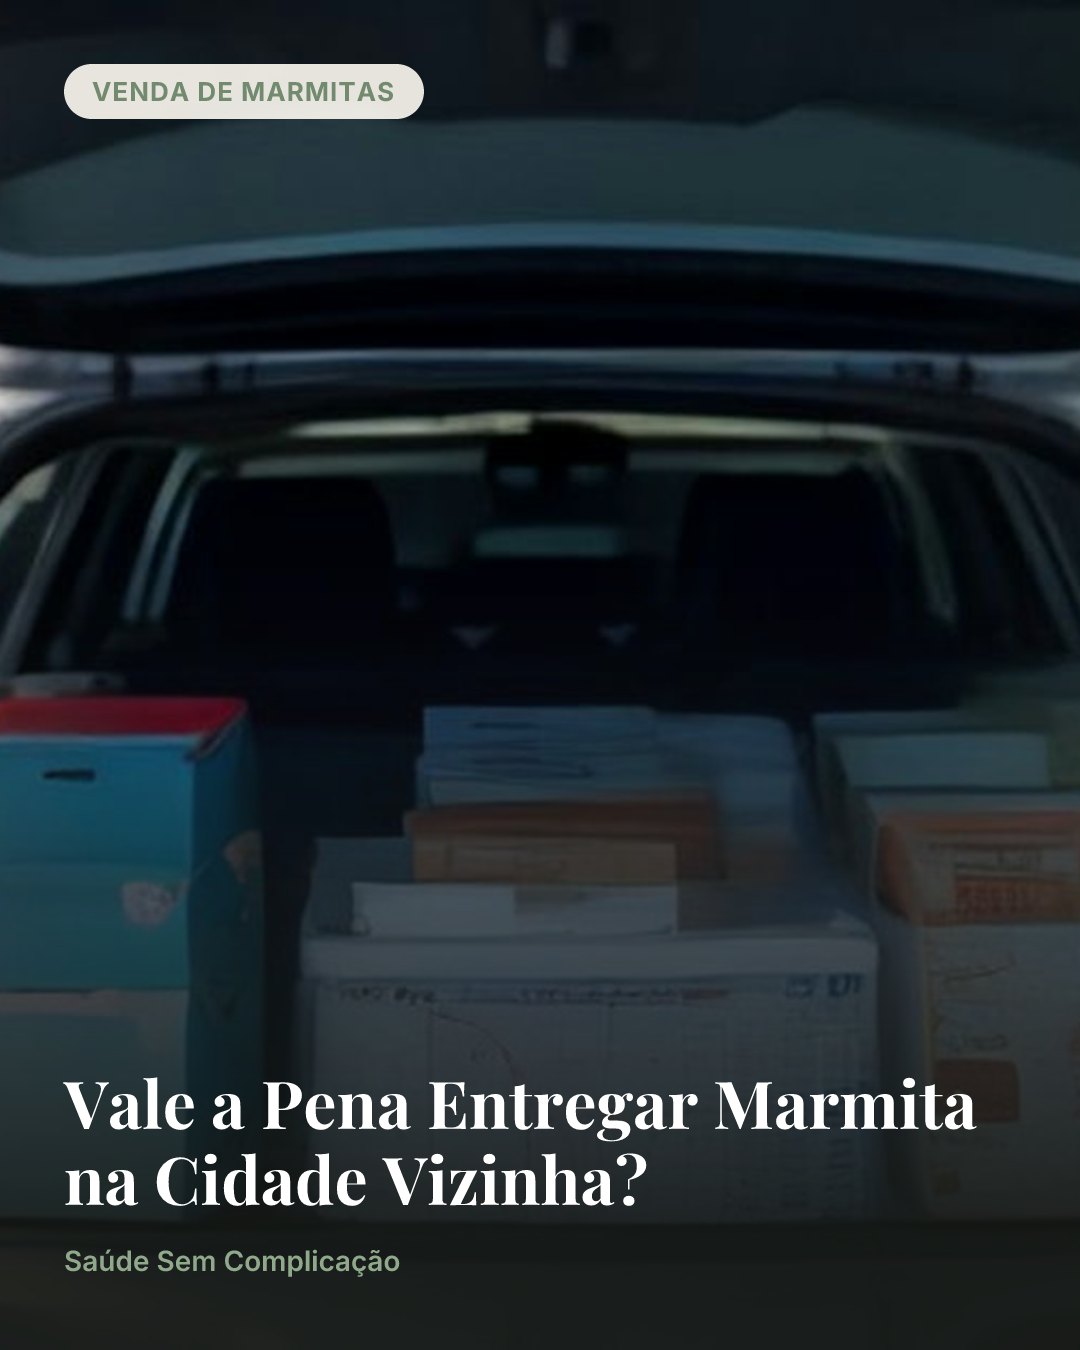 VENDA DE MARMITAS
Vale a Pena Entregar Marmita
na Cidade Vizinha?
Saúde Sem Complicação